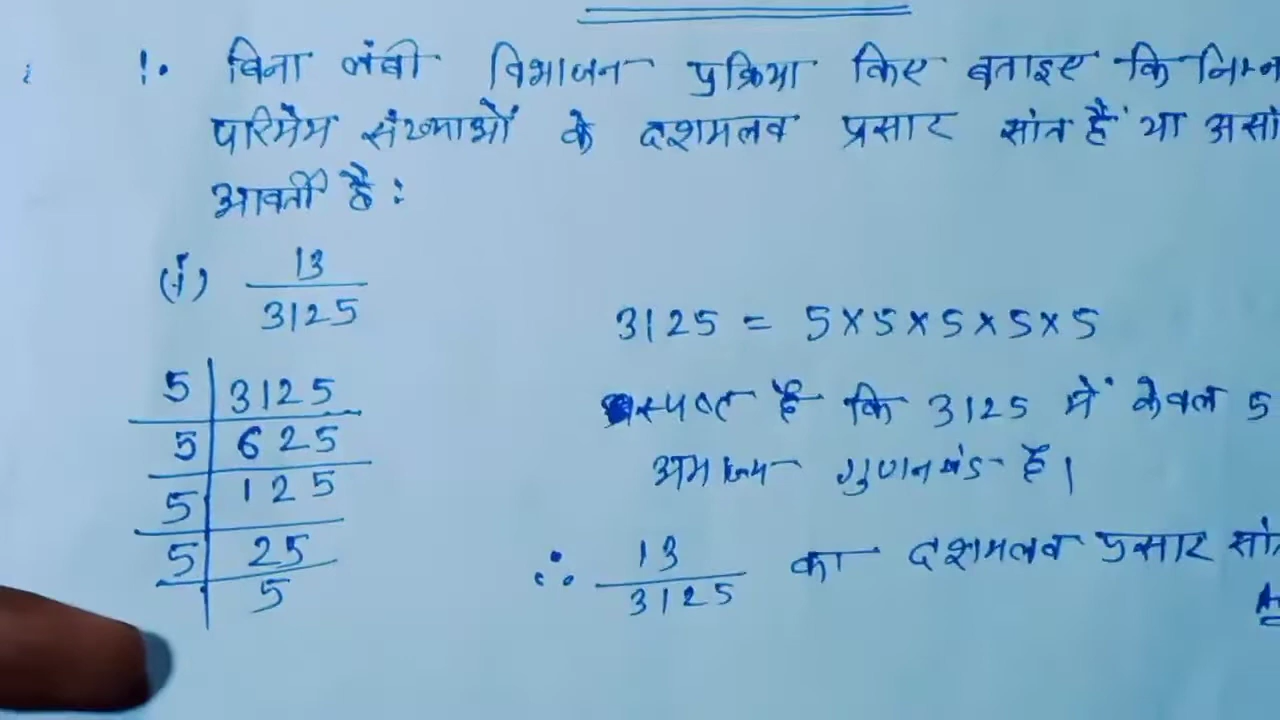 1. बिना लंबी विभाजन प्रक्रिया किए बताइए कि निम्न
परिमेय संख्याओं के दशमलव प्रसार सांत हैं या असां
आवर्ती है :
(i) 13/3125
3125 = 5×5×5×5×5
5 | 3125
5 | 625
5 | 125
5 | 25
5
स्पष्ट है कि 3125 में केवल 5
अभाज्य गुणनखंड है।
∴ 13/3125 का दशमलव प्रसार सांत